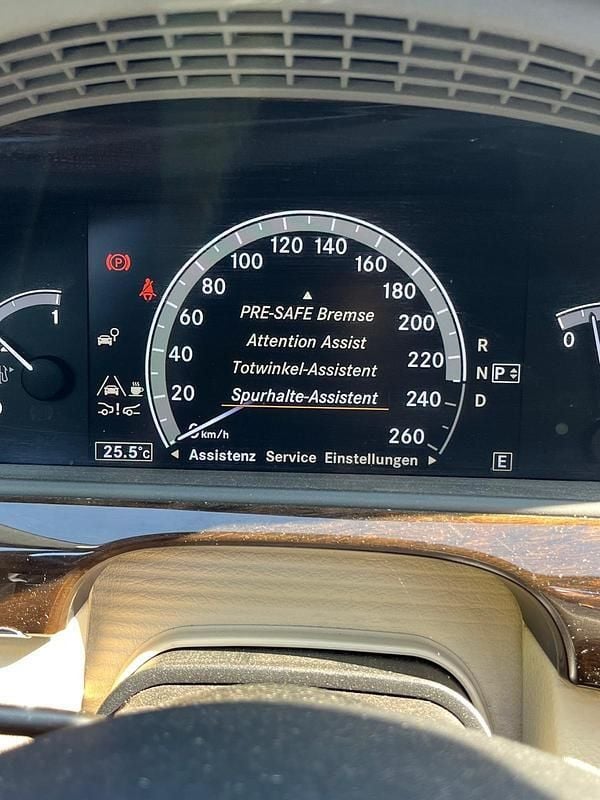 120 140
100 160
80 180
60 200
40 220
20 240
260
1
0
P
PRE-SAFE Bremse
Attention Assist
Totwinkel-Assistent
Spurhalte-Assistent
km/h
R
N P
D
25.5°C
Assistenz Service Einstellungen
E